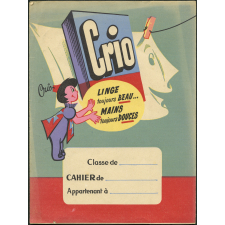 Crio
Crio
LINGE
toujours BEAU...
MAINS
toujours DOUCES
Classe de
CAHIER de
Appartenant à